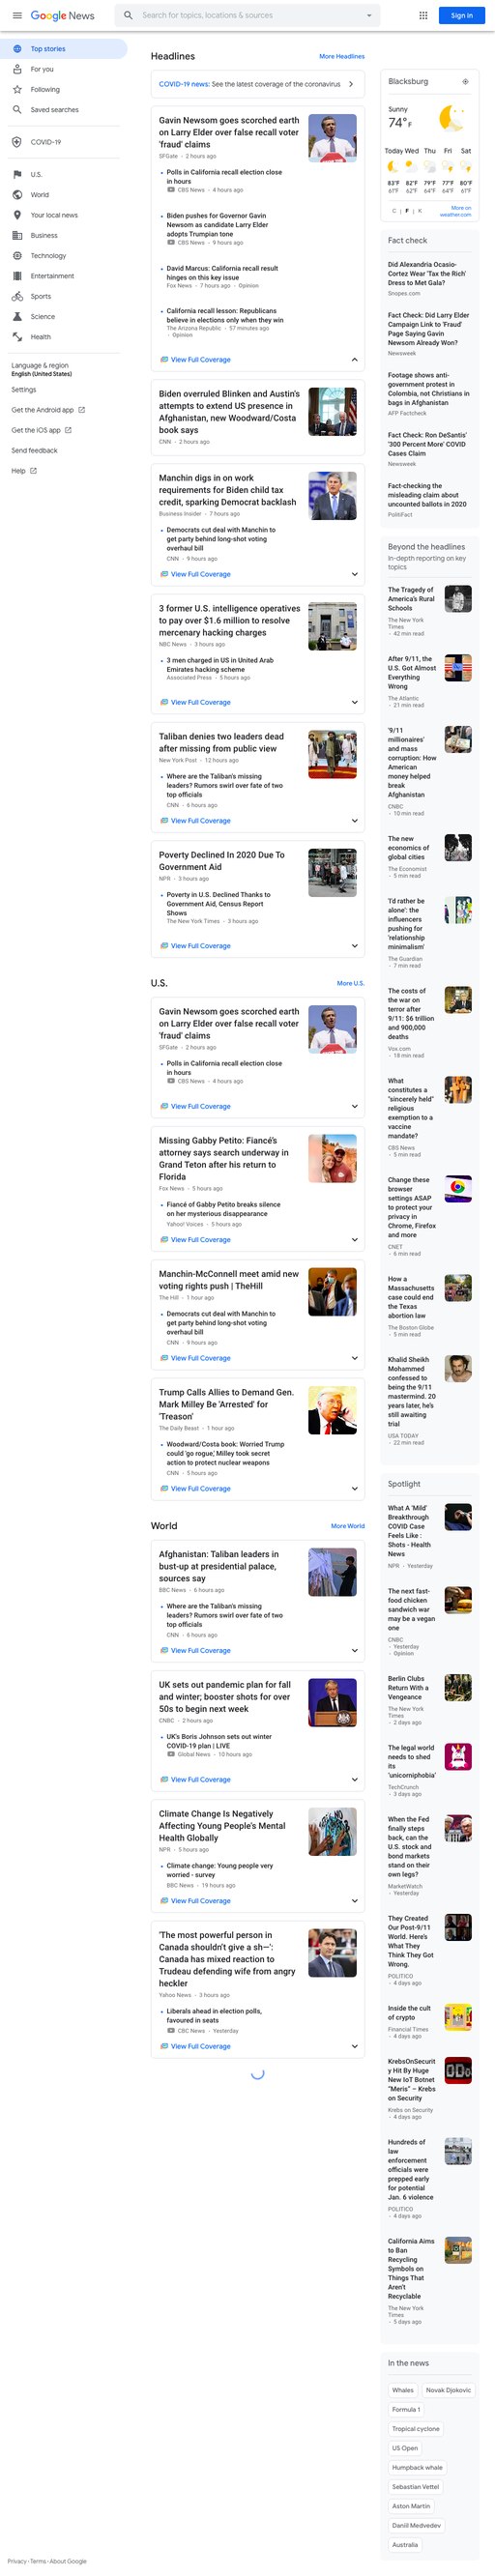 Google News
Search for topics, locations & sources
Sign in
Top stories
For you
Following
Saved searches
COVID-19
U.S.
World
Your local news
Business
Technology
Entertainment
Sports
Science
Health
Language & region
English (United States)
Settings
Get the Android app
Get the iOS app
Send feedback
Help
Headlines
More Headlines
COVID-19 news: See the latest coverage of the coronavirus
Gavin Newsom goes scorched earth
on Larry Elder over false recall voter
'fraud' claims
SFGate · 2 hours ago
Polls in California recall election close
in hours
CBS News · 4 hours ago
Biden pushes for Governor Gavin
Newsom as candidate Larry Elder
adopts Trumpian tone
CBS News · 9 hours ago
David Marcus: California recall result
hinges on this key issue
Fox News · 7 hours ago · Opinion
California recall lesson: Republicans
believe in elections only when they win
The Arizona Republic · 57 minutes ago
· Opinion
View Full Coverage
Biden overruled Blinken and Austin's
attempts to extend US presence in
Afghanistan, new Woodward/Costa
book says
CNN · 2 hours ago
Manchin digs in on work
requirements for Biden child tax
credit, sparking Democrat backlash
Business Insider · 7 hours ago
Democrats cut deal with Manchin to
get party behind long-shot voting
overhaul bill
CNN · 9 hours ago
View Full Coverage
3 former U.S. intelligence operatives
to pay over $1.6 million to resolve
mercenary hacking charges
NBC News · 3 hours ago
3 men charged in US in United Arab
Emirates hacking scheme
Associated Press · 5 hours ago
View Full Coverage
Taliban denies two leaders dead
after missing from public view
New York Post · 12 hours ago
Where are the Taliban's missing
leaders? Rumors swirl over fate of two
top officials
CNN · 6 hours ago
View Full Coverage
Poverty Declined In 2020 Due To
Government Aid
NPR · 3 hours ago
Poverty in U.S. Declined Thanks to
Government Aid, Census Report
Shows
The New York Times · 3 hours ago
View Full Coverage
U.S.
More U.S.
Gavin Newsom goes scorched earth
on Larry Elder over false recall voter
'fraud' claims
SFGate · 2 hours ago
Polls in California recall election close
in hours
CBS News · 4 hours ago
View Full Coverage
Missing Gabby Petito: Fiancé's
attorney says search underway in
Grand Teton after his return to
Florida
Fox News · 5 hours ago
Fiancé of Gabby Petito breaks silence
on her mysterious disappearance
Yahoo! Voices · 5 hours ago
View Full Coverage
Manchin-McConnell meet amid new
voting rights push | TheHill
The Hill · 1 hour ago
Democrats cut deal with Manchin to
get party behind long-shot voting
overhaul bill
CNN · 9 hours ago
View Full Coverage
Trump Calls Allies to Demand Gen.
Mark Milley Be 'Arrested' for
'Treason'
The Daily Beast · 1 hour ago
Woodward/Costa book: Worried Trump
could 'go rogue,' Milley took secret
action to protect nuclear weapons
CNN · 5 hours ago
View Full Coverage
World
More World
Afghanistan: Taliban leaders in
bust-up at presidential palace,
sources say
BBC News · 6 hours ago
Where are the Taliban's missing
leaders? Rumors swirl over fate of two
top officials
CNN · 6 hours ago
View Full Coverage
UK sets out pandemic plan for fall
and winter; booster shots for over
50s to begin next week
CNBC · 2 hours ago
UK's Boris Johnson sets out winter
COVID-19 plan | LIVE
Global News · 10 hours ago
View Full Coverage
Climate Change Is Negatively
Affecting Young People's Mental
Health Globally
NPR · 5 hours ago
Climate change: Young people very
worried - survey
BBC News · 19 hours ago
View Full Coverage
'The most powerful person in
Canada shouldn't give a sh—':
Canada has mixed reaction to
Trudeau defending wife from angry
heckler
Yahoo News · 3 hours ago
Liberals ahead in election polls,
favoured in seats
CBC News · Yesterday
View Full Coverage
Blacksburg
Sunny
74°F
Today Wed Thu Fri Sat
83°F 82°F 79°F 77°F 80°F
61°F 62°F 64°F 64°F 61°F
C | F | K
More on
weather.com
Fact check
Did Alexandria Ocasio-
Cortez Wear 'Tax the Rich'
Dress to Met Gala?
Snopes.com
Fact Check: Did Larry Elder
Campaign Link to 'Fraud'
Page Saying Gavin
Newsom Already Won?
Newsweek
Footage shows anti-
government protest in
Colombia, not Christians in
bags in Afghanistan
AFP Factcheck
Fact Check: Ron DeSantis'
'300 Percent More' COVID
Cases Claim
Newsweek
Fact-checking the
misleading claim about
uncounted ballots in 2020
PolitiFact
Beyond the headlines
In-depth reporting on key
topics
The Tragedy of
America's Rural
Schools
The New York
Times
· 42 min read
After 9/11, the
U.S. Got Almost
Everything
Wrong
The Atlantic
· 21 min read
'9/11
millionaires'
and mass
corruption: How
American
money helped
break
Afghanistan
CNBC
· 10 min read
The new
economics of
global cities
The Economist
· 5 min read
'I'd rather be
alone': the
influencers
pushing for
'relationship
minimalism'
The Guardian
· 7 min read
The costs of
the war on
terror after
9/11: $6 trillion
and 900,000
deaths
Vox.com
· 18 min read
What
constitutes a
"sincerely held"
religious
exemption to a
vaccine
mandate?
CBS News
· 5 min read
Change these
browser
settings ASAP
to protect your
privacy in
Chrome, Firefox
and more
CNET
· 6 min read
How a
Massachusetts
case could end
the Texas
abortion law
The Boston Globe
· 5 min read
Khalid Sheikh
Mohammed
confessed to
being the 9/11
mastermind. 20
years later, he's
still awaiting
trial
USA TODAY
· 22 min read
Spotlight
What A 'Mild'
Breakthrough
COVID Case
Feels Like :
Shots - Health
News
NPR · Yesterday
The next fast-
food chicken
sandwich war
may be a vegan
one
CNBC
· Yesterday
· Opinion
Berlin Clubs
Return With a
Vengeance
The New York
Times
· 2 days ago
The legal world
needs to shed
its
'unicorniphobia'
TechCrunch
· 3 days ago
When the Fed
finally steps
back, can the
U.S. stock and
bond markets
stand on their
own legs?
MarketWatch
· Yesterday
They Created
Our Post-9/11
World. Here's
What They
Think They Got
Wrong.
POLITICO
· 4 days ago
Inside the cult
of crypto
Financial Times
· 4 days ago
KrebsOnSecurit
y Hit By Huge
New IoT Botnet
"Meris" – Krebs
on Security
Krebs on Security
· 4 days ago
Hundreds of
law
enforcement
officials were
prepped early
for potential
Jan. 6 violence
POLITICO
· 4 days ago
California Aims
to Ban
Recycling
Symbols on
Things That
Aren't
Recyclable
The New York
Times
· 5 days ago
In the news
Whales
Novak Djokovic
Formula 1
Tropical cyclone
US Open
Humpback whale
Sebastian Vettel
Aston Martin
Daniil Medvedev
Australia
Privacy · Terms · About Google